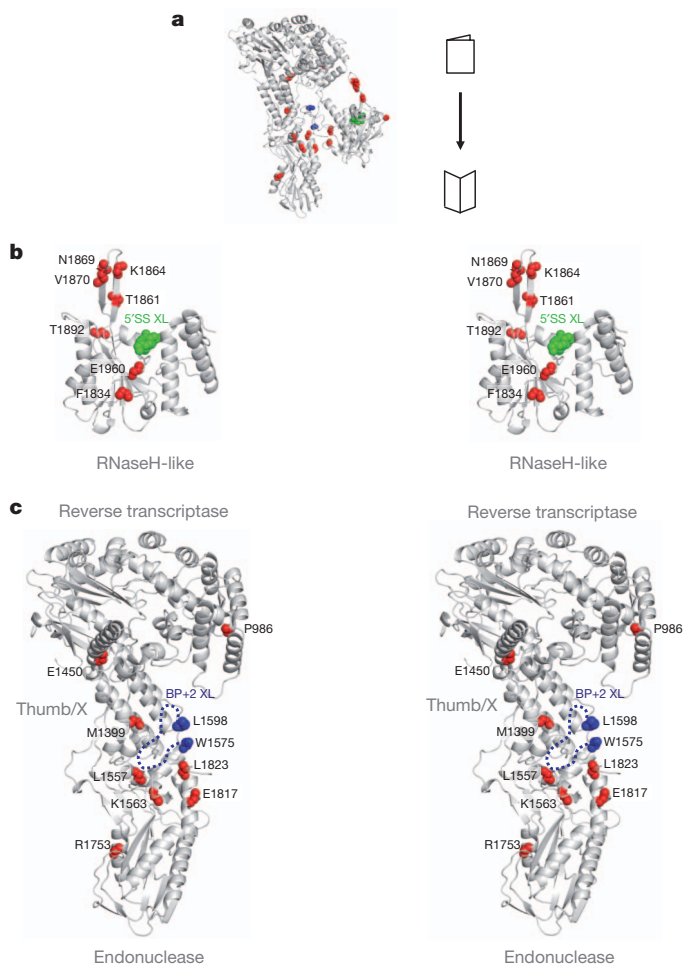 a
b
N1869
K1864
V1870
T1861
5′SS XL
T1892
E1960
F1834
RNaseH-like
N1869
K1864
V1870
T1861
5′SS XL
T1892
E1960
F1834
RNaseH-like
c
Reverse transcriptase
P986
E1450
BP+2 XL
Thumb/X
L1598
M1399
W1575
L1557
L1823
K1563
E1817
R1753
Endonuclease
Reverse transcriptase
P986
E1450
BP+2 XL
Thumb/X
L1598
M1399
W1575
L1557
L1823
K1563
E1817
R1753
Endonuclease